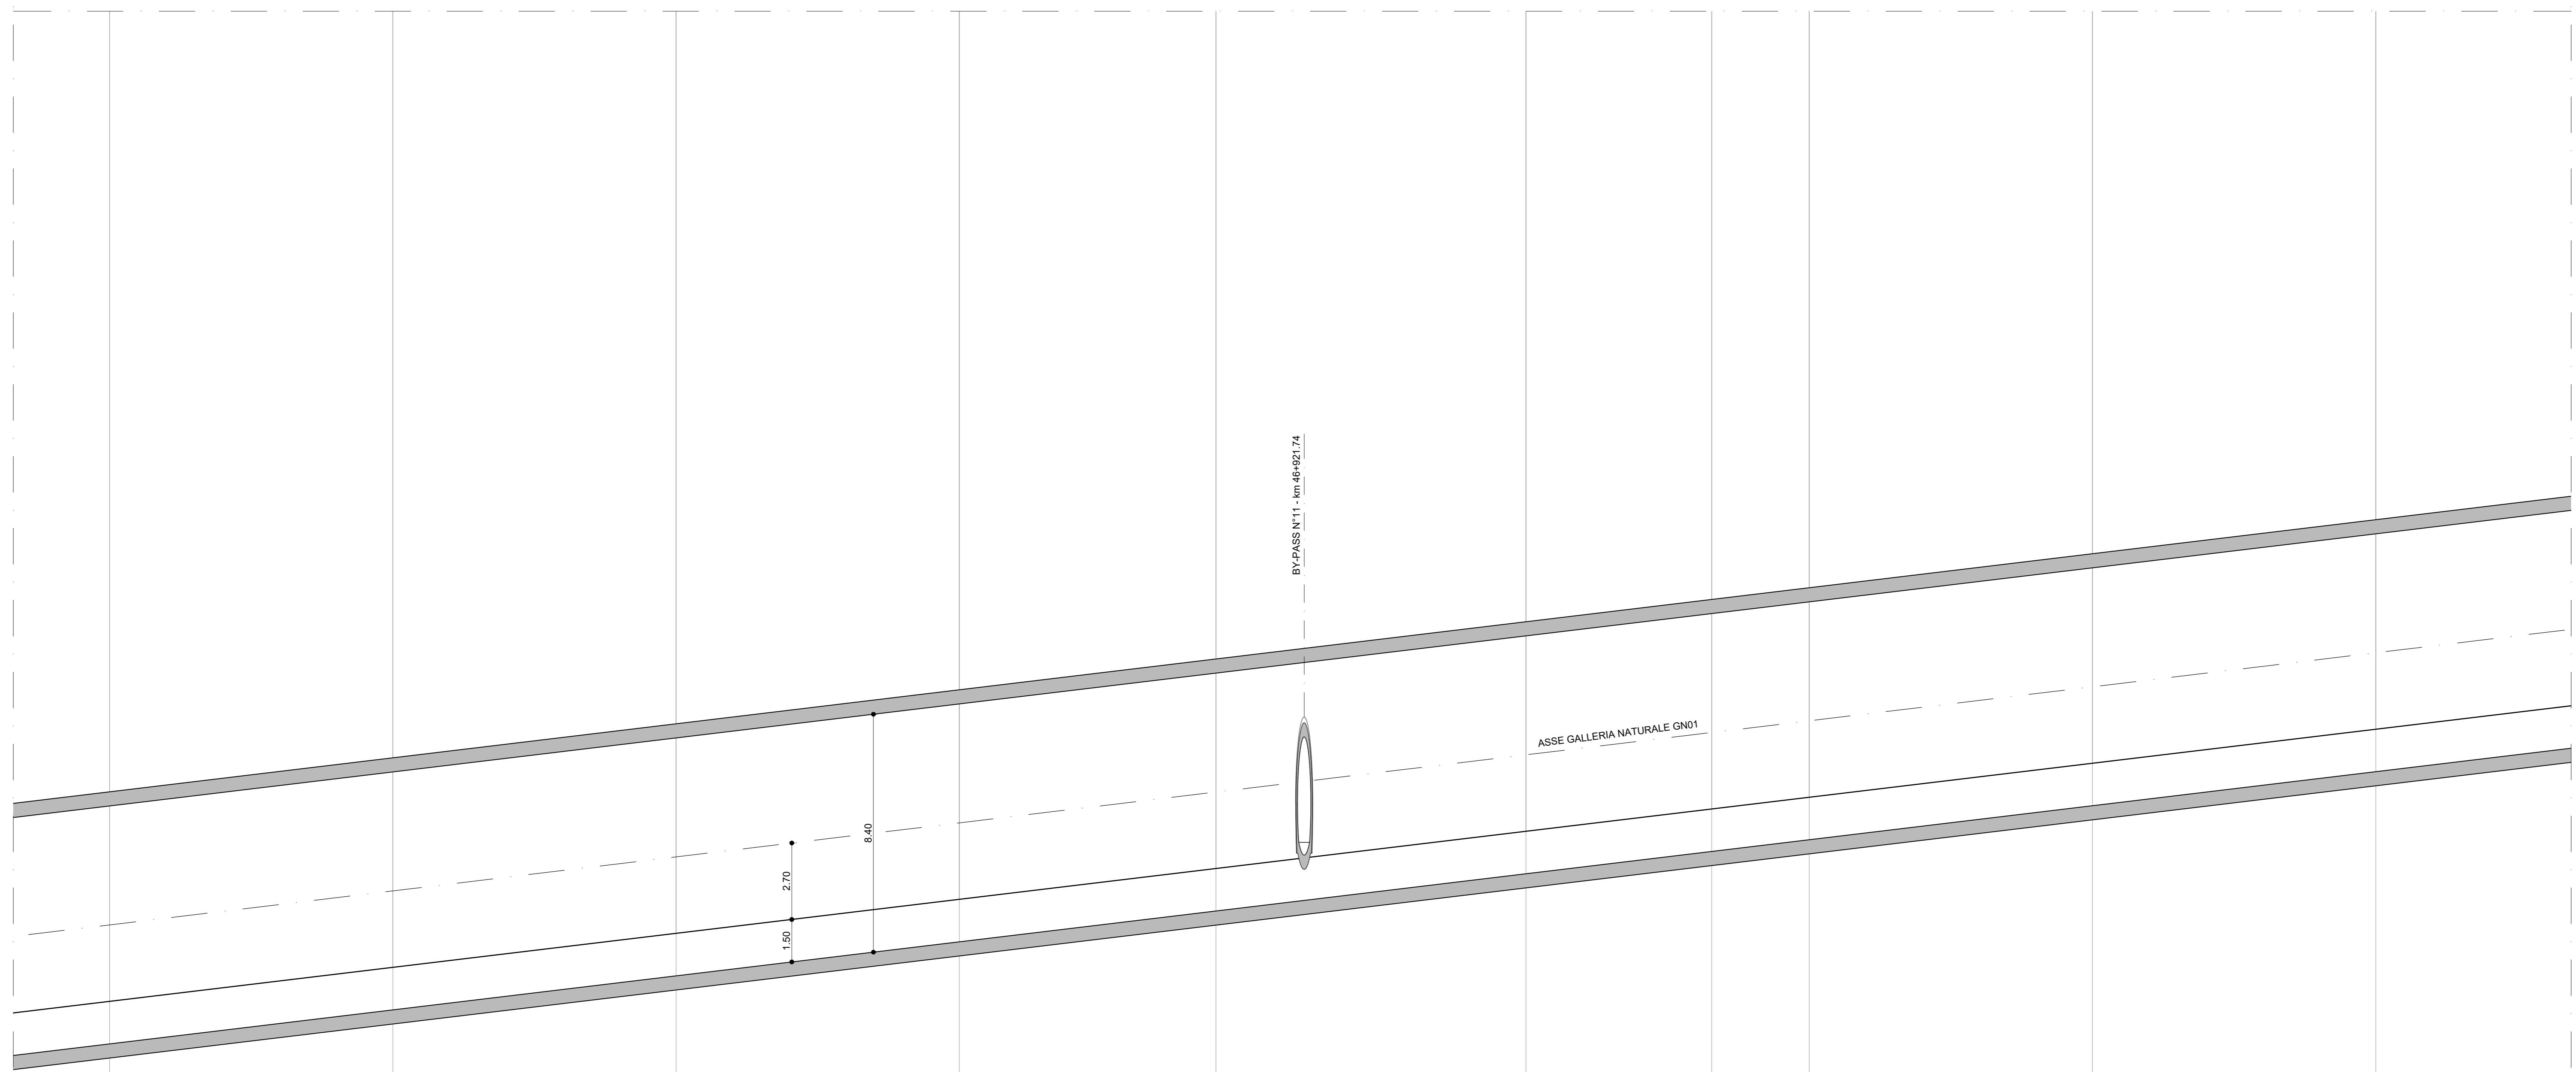 BY-PASS N°11 - km 46+921.74
ASSE GALLERIA NATURALE GN01
8.40
2.70
1.50